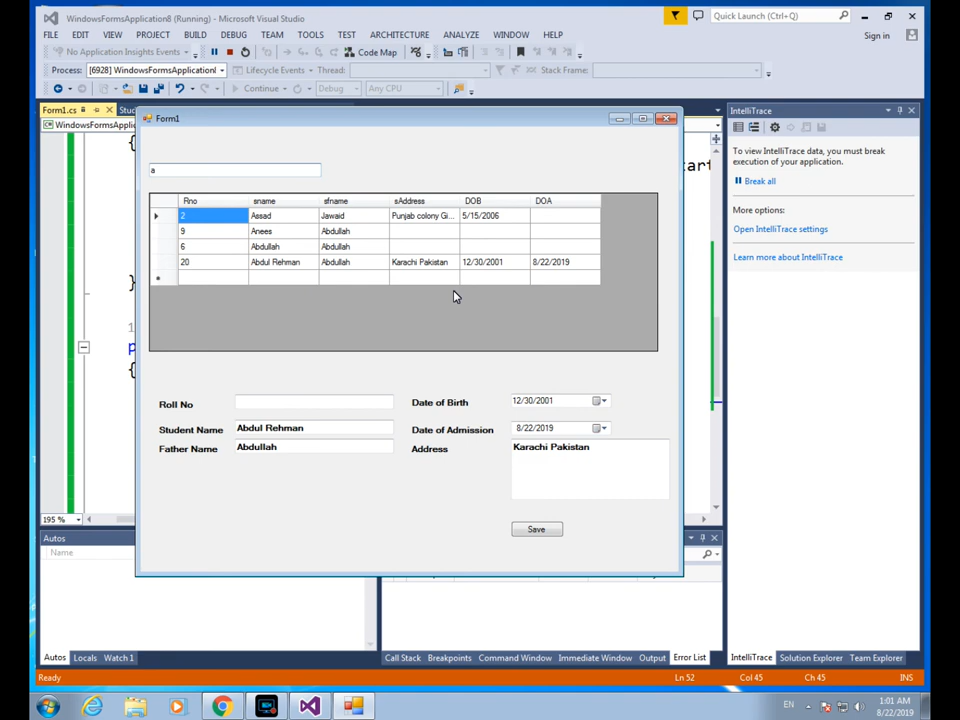 WindowsFormsApplication8 (Running) - Microsoft Visual Studio
Quick Launch (Ctrl+Q)
FILE EDIT VIEW PROJECT BUILD DEBUG TEAM TOOLS TEST ARCHITECTURE ANALYZE WINDOW HELP
Sign in
No Application Insights Events
Code Map
Process: [6928] WindowsFormsApplication
Lifecycle Events Thread: Stack Frame:
Continue Debug Any CPU
Form1.cs
Form1
IntelliTrace
a
To view IntelliTrace data, you must break
execution of your application.
Break all
More options:
Open IntelliTrace settings
Learn more about IntelliTrace
Rno sname sfname sAddress DOB DOA
2 Assad Jawaid Punjab colony Gi... 5/15/2006
9 Anees Abdullah
6 Abdullah Abdullah
20 Abdul Rehman Abdullah Karachi Pakistan 12/30/2001 8/22/2019
Roll No
Date of Birth 12/30/2001
Student Name Abdul Rehman
Date of Admission 8/22/2019
Father Name Abdullah
Address Karachi Pakistan
Save
195 %
Autos
Name
Autos Locals Watch 1
Call Stack Breakpoints Command Window Immediate Window Output Error List
IntelliTrace Solution Explorer Team Explorer
Ready Ln 52 Col 45 Ch 45 INS
EN 1:01 AM
8/22/2019